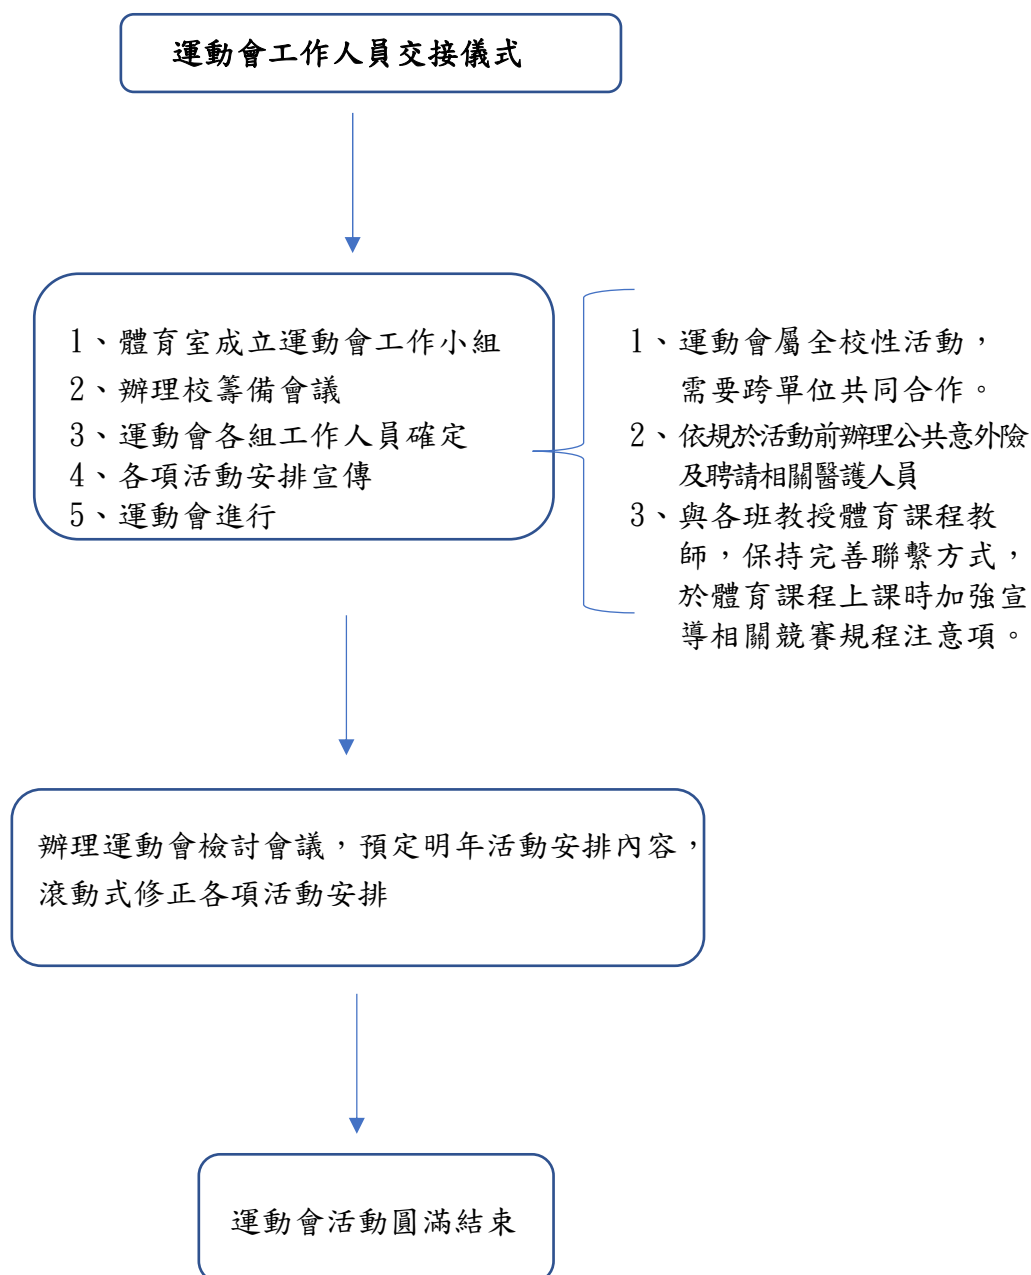 運動會工作人員交接儀式
1、體育室成立運動會工作小組
2、辦理校籌備會議
3、運動會各組工作人員確定
4、各項活動安排宣傳
5、運動會進行
1、運動會屬全校性活動，
需要跨單位共同合作。
2、依規於活動前辦理公共意外險
及聘請相關醫護人員
3、與各班教授體育課程教
師，保持完善聯繫方式，
於體育課程上課時加強宣
導相關競賽規程注意項。
辦理運動會檢討會議，預定明年活動安排內容，
滾動式修正各項活動安排
運動會活動圓滿結束